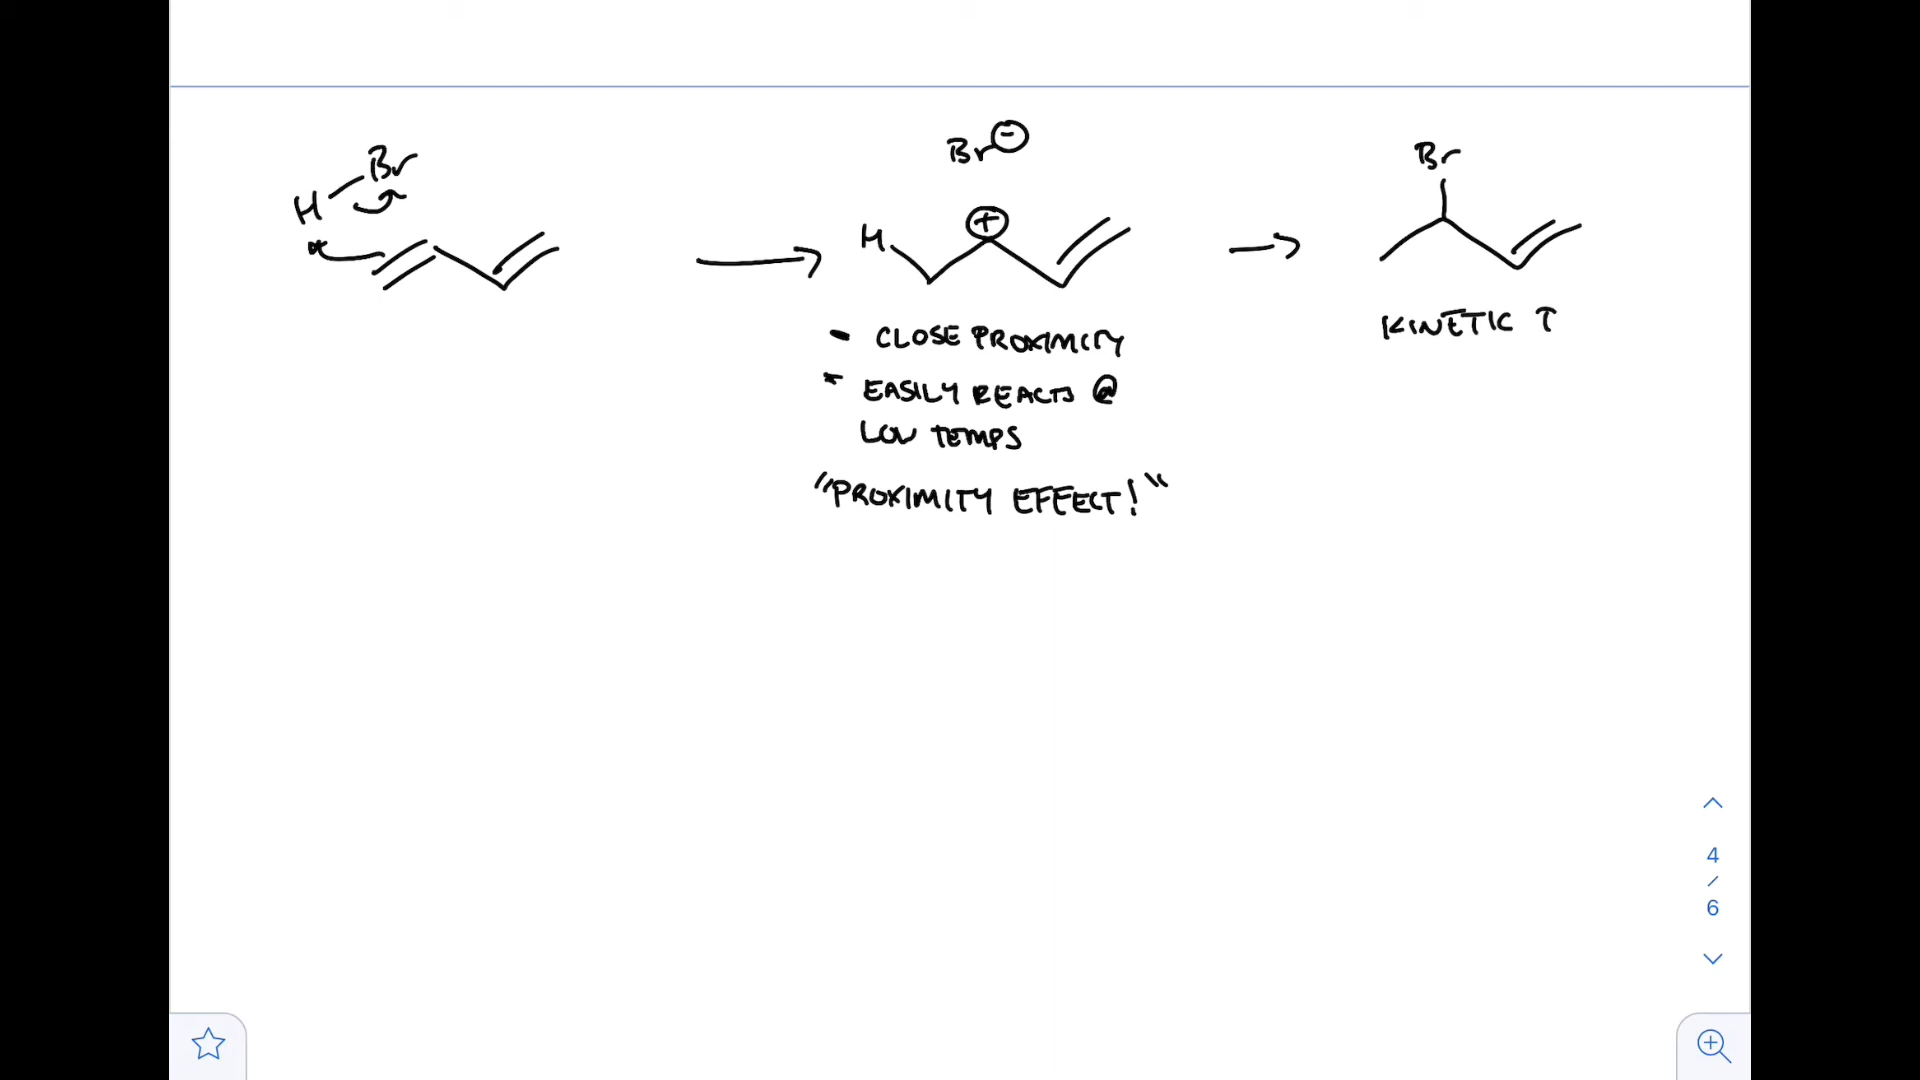 Br
H
Br
H
Br
• CLOSE PROXIMITY
* EASILY REACTS @
LOW TEMPS
"PROXIMITY EFFECT!"
KINETIC
4
/
6